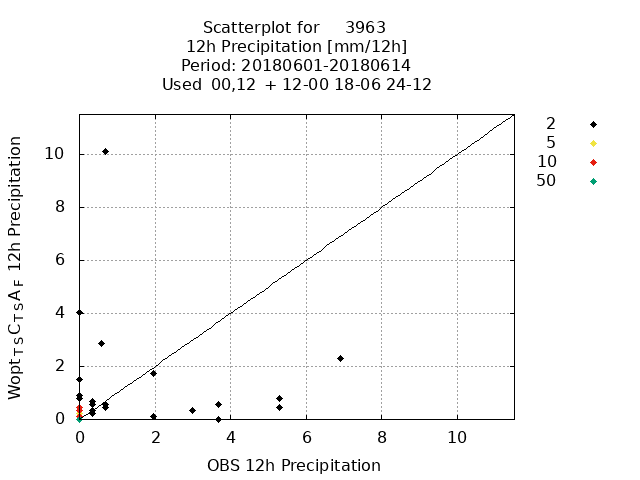 Scatterplot for 3963
12h Precipitation [mm/12h]
Period: 20180601-20180614
Used 00,12 + 12-00 18-06 24-12
2
5
10
50
10
8
6
4
2
0
0 2 4 6 8 10
OBS 12h Precipitation
Wopt T S C T S A F 12h Precipitation